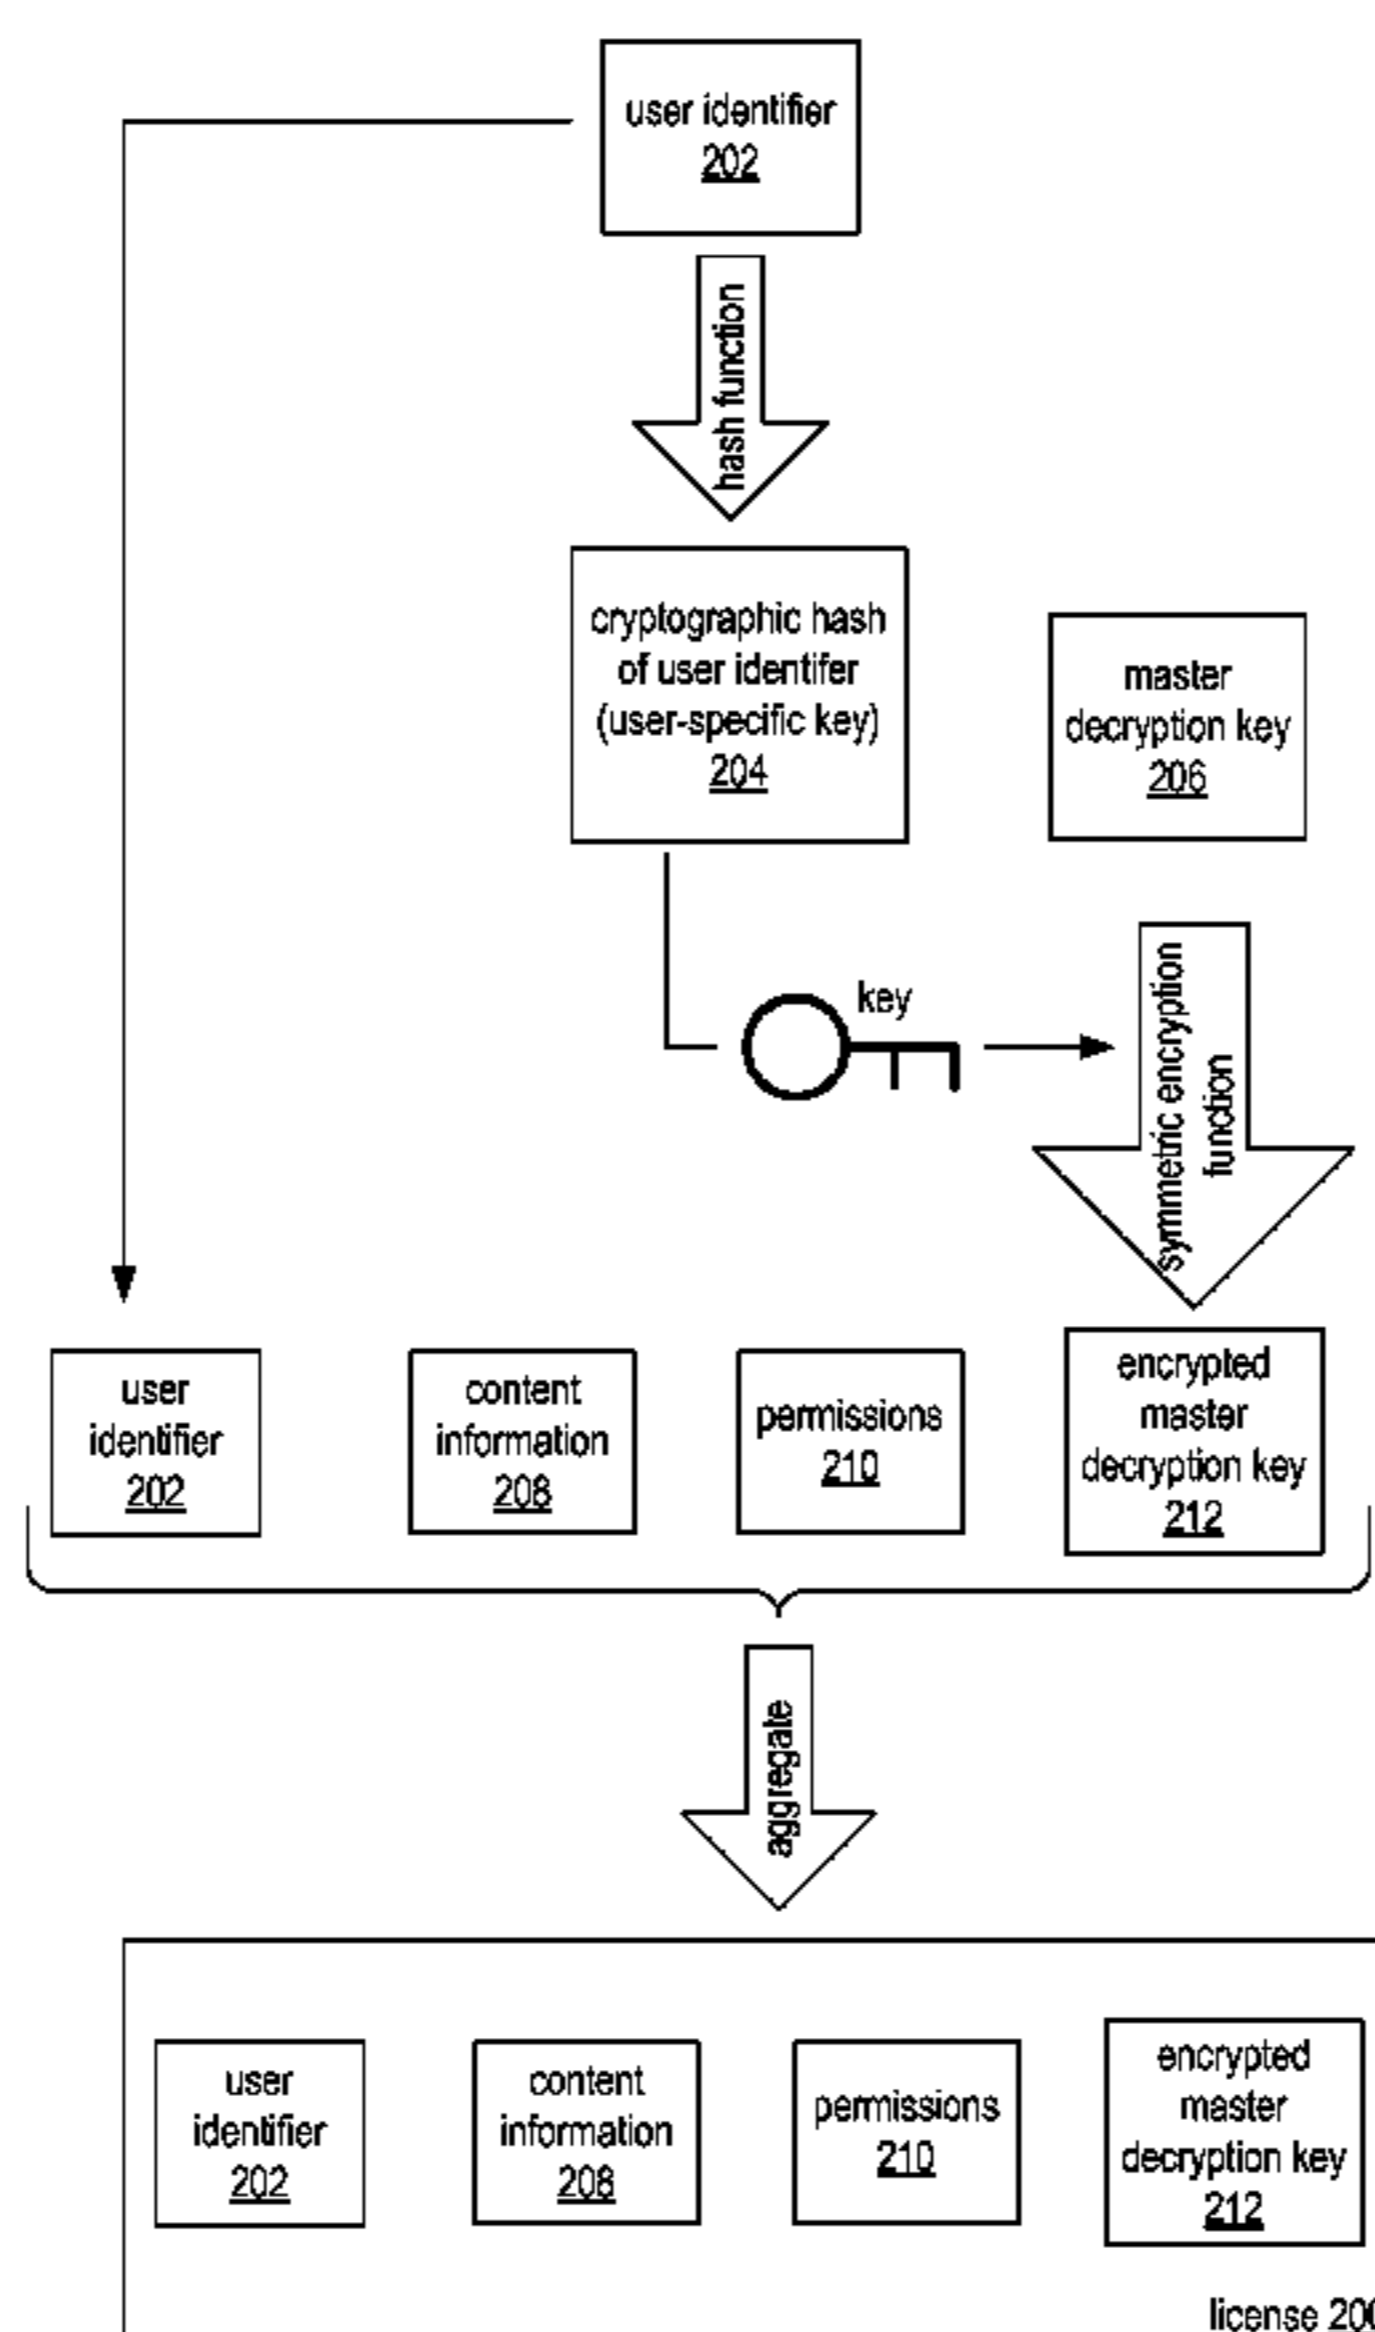 user identifier
202
hash function
cryptographic hash
of user identifer
(user-specific key)
204
master
decryption key
206
key
symmetric encryption
function
user
identifier
202
content
information
208
permissions
210
encrypted
master
decryption key
212
aggregate
user
identifier
202
content
information
208
permissions
210
encrypted
master
decryption key
212
license 200